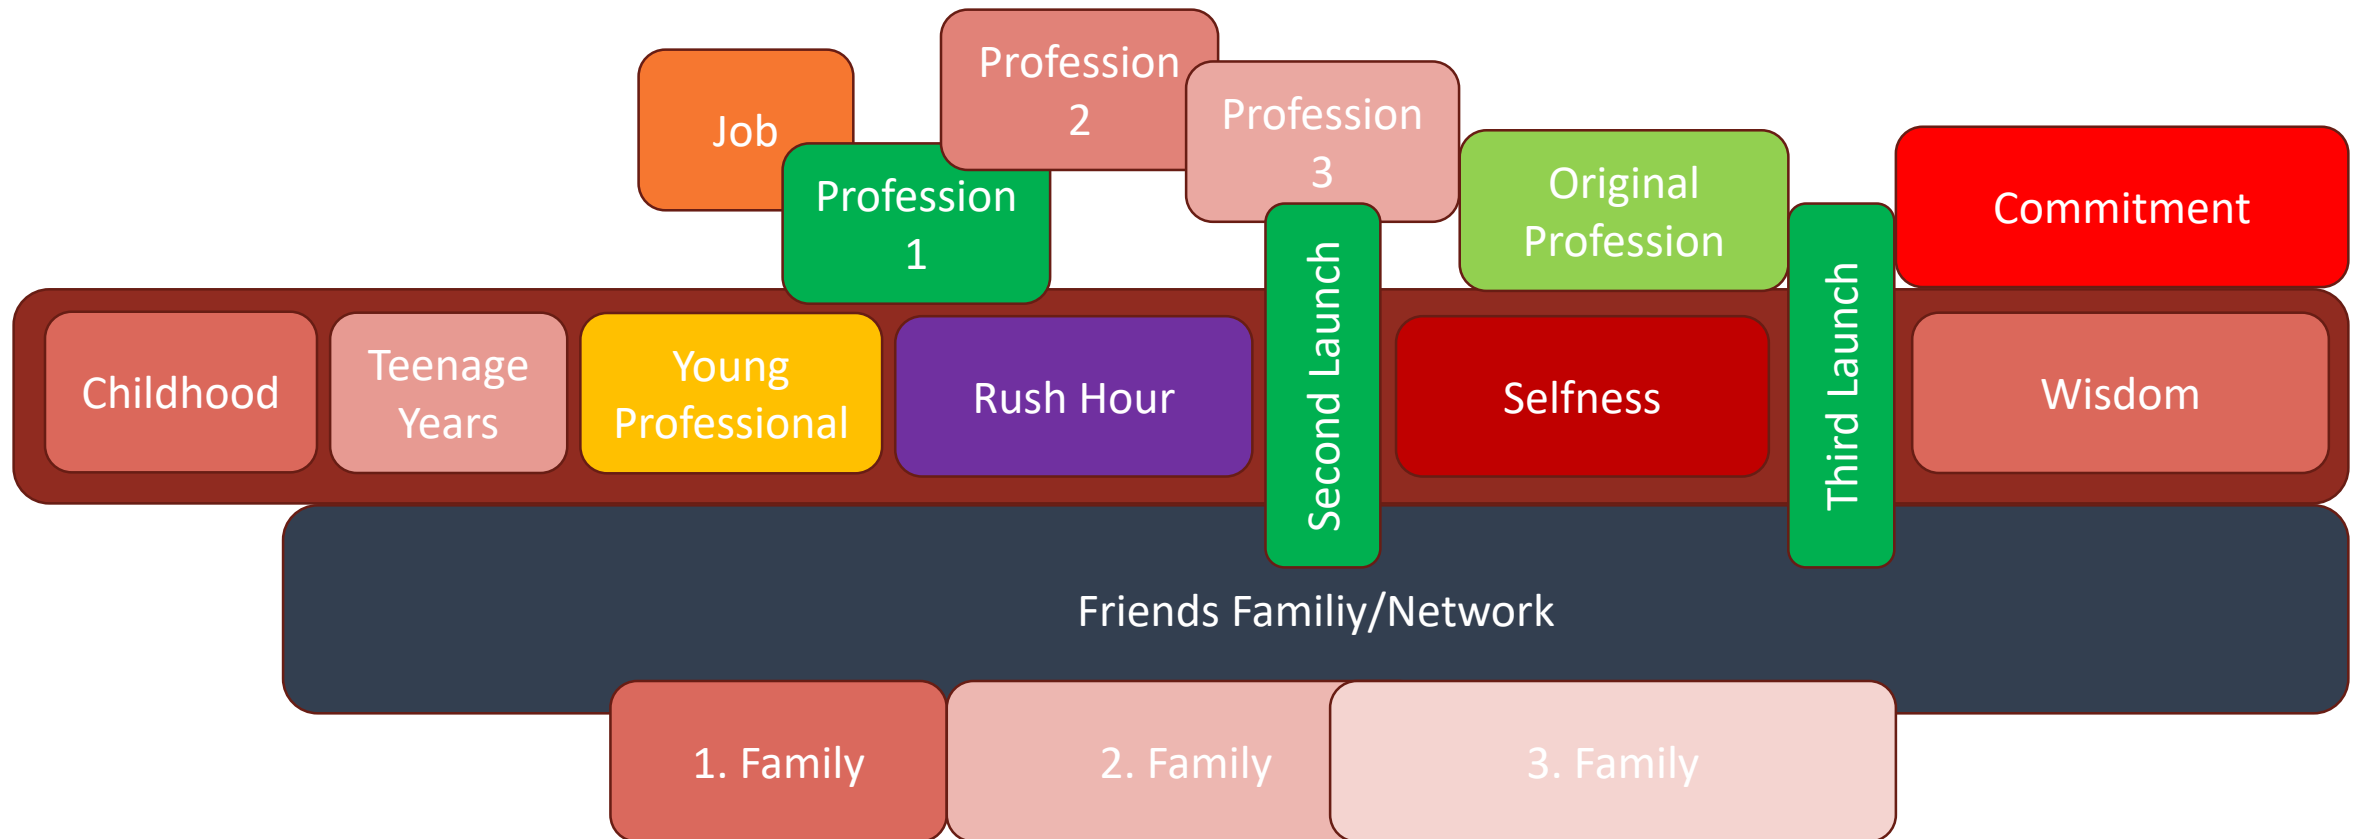 Job
Profession
1
Profession
2
Profession
3
Original
Profession
Commitment
Childhood
Teenage
Years
Young
Professional
Rush Hour
Second Launch
Selfness
Third Launch
Wisdom
Friends Familiy/Network
1. Family
2. Family
3. Family